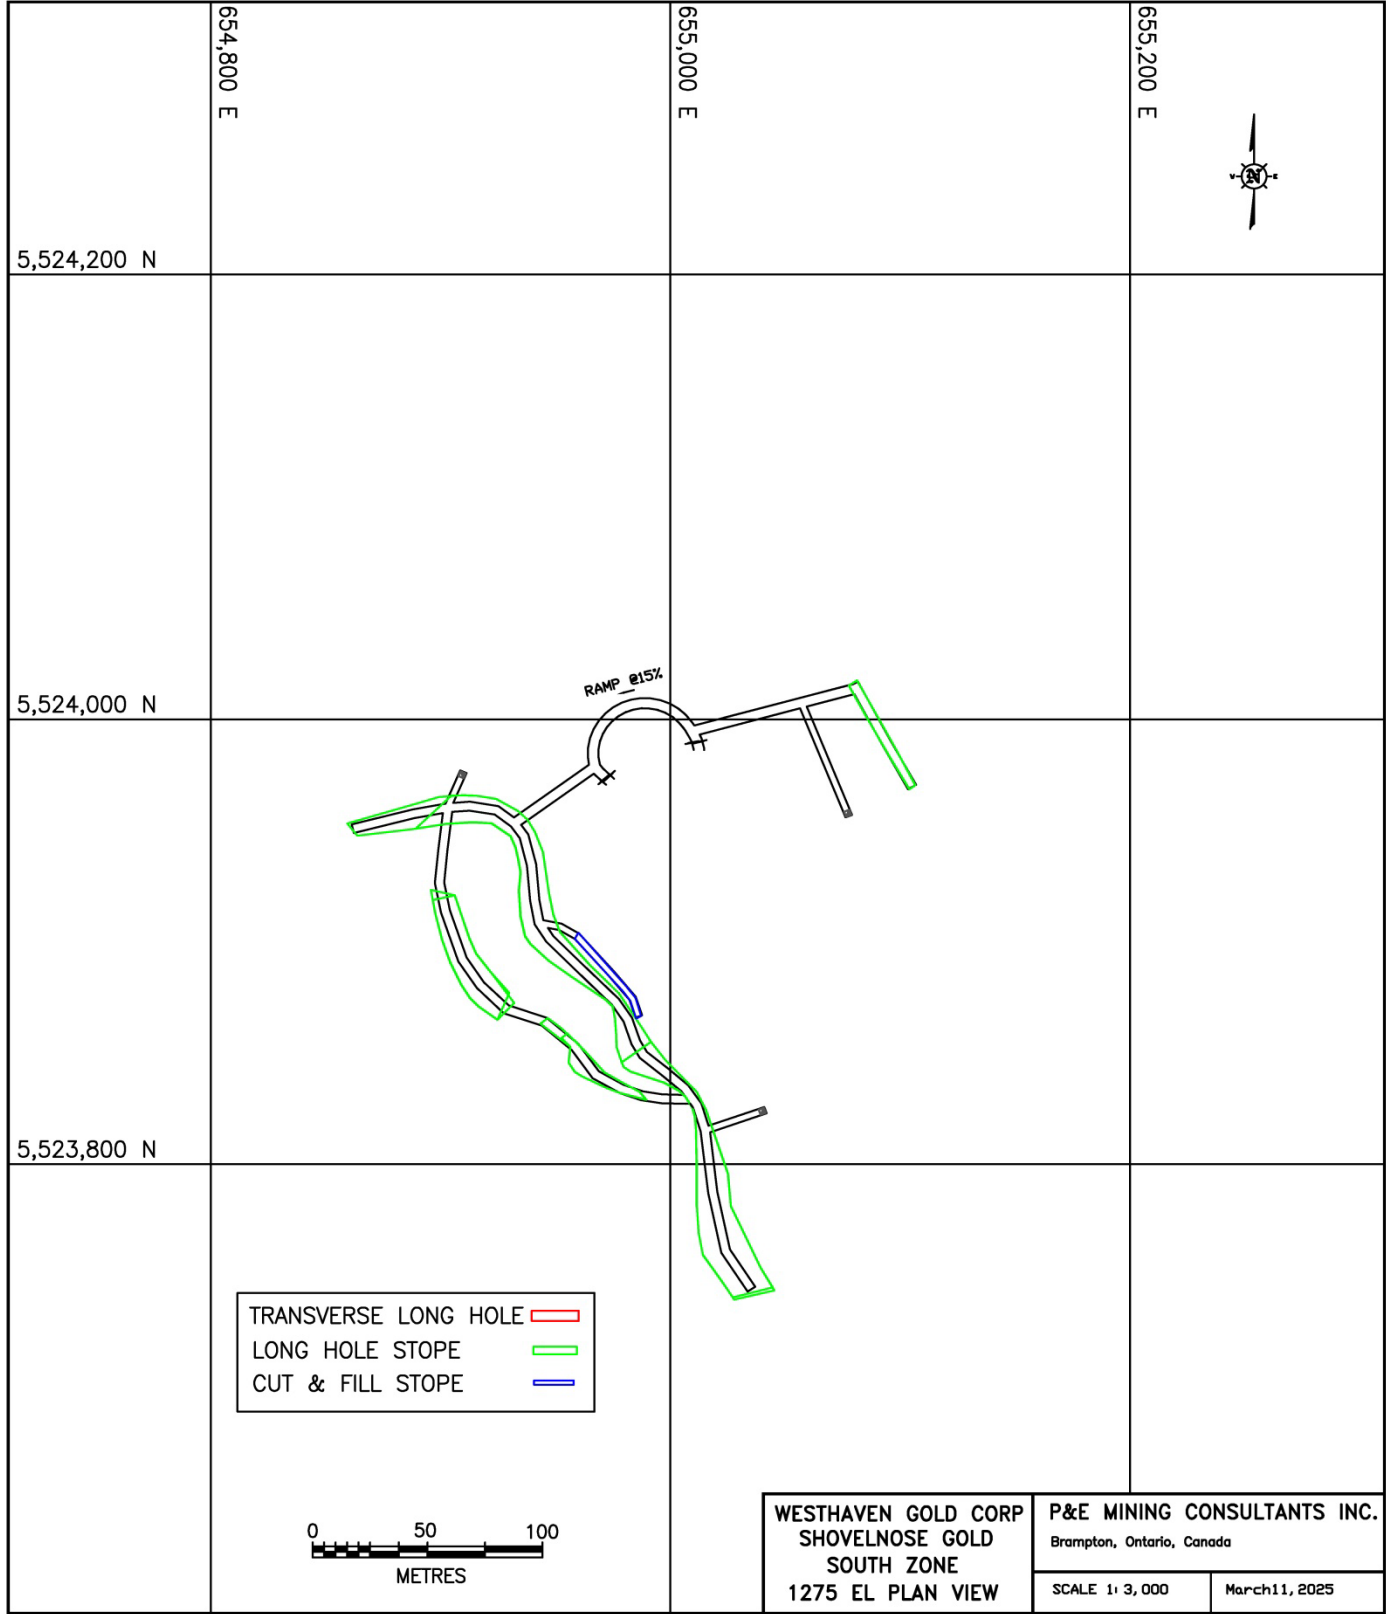 654,800 E
655,000 E
655,200 E
N
E
5,524,200 N
5,524,000 N
RAMP @15%
5,523,800 N
TRANSVERSE LONG HOLE
LONG HOLE STOPE
CUT & FILL STOPE
0 50 100
METRES
WESTHAVEN GOLD CORP
SHOVELNOSE GOLD
SOUTH ZONE
1275 EL PLAN VIEW
P&E MINING CONSULTANTS INC.
Brampton, Ontario, Canada
SCALE 1: 3,000
March11, 2025